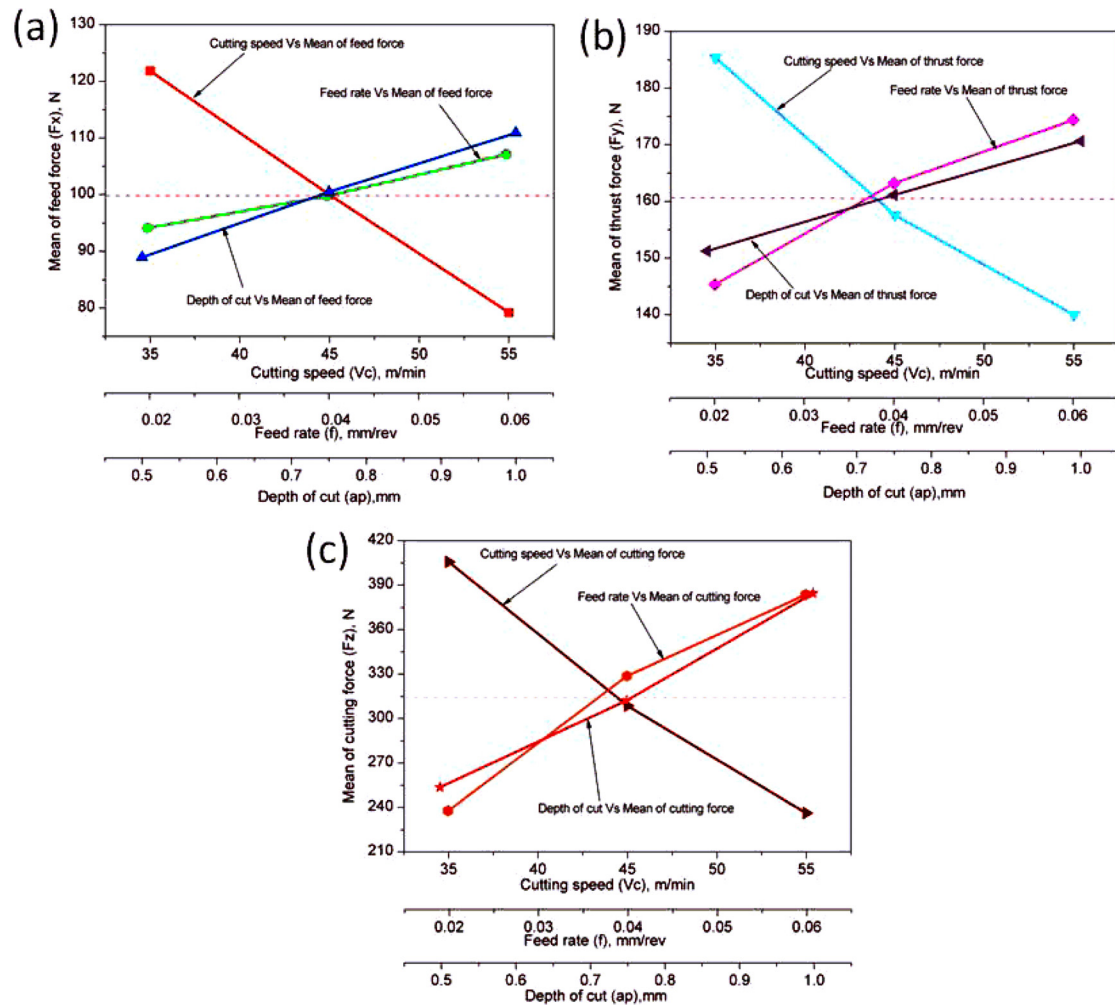 (a)
130
120
110
100
90
80
Mean of feed force (Fx), N
Cutting speed Vs Mean of feed force
Feed rate Vs Mean of feed force
Depth of cut Vs Mean of feed force
35 40 45 50 55
Cutting speed (Vc), m/min
0.02 0.03 0.04 0.05 0.06
Feed rate (f), mm/rev
0.5 0.6 0.7 0.8 0.9 1.0
Depth of cut (ap),mm
(b)
190
180
170
160
150
140
Mean of thrust force (Fy), N
Cutting speed Vs Mean of thrust force
Feed rate Vs Mean of thrust force
Depth of cut Vs Mean of thrust force
35 40 45 50 55
Cutting speed (Vc), m/min
0.02 0.03 0.04 0.05 0.06
Feed rate (f), mm/rev
0.5 0.6 0.7 0.8 0.9 1.0
Depth of cut (ap),mm
(c)
420
390
360
330
300
270
240
210
Mean of cutting force (Fz), N
Cutting speed Vs Mean of cutting force
Feed rate Vs Mean of cutting force
Depth of cut Vs Mean of cutting force
35 40 45 50 55
Cutting speed (Vc), m/min
0.02 0.03 0.04 0.05 0.06
Feed rate (f), mm/rev
0.5 0.6 0.7 0.8 0.9 1.0
Depth of cut (ap),mm